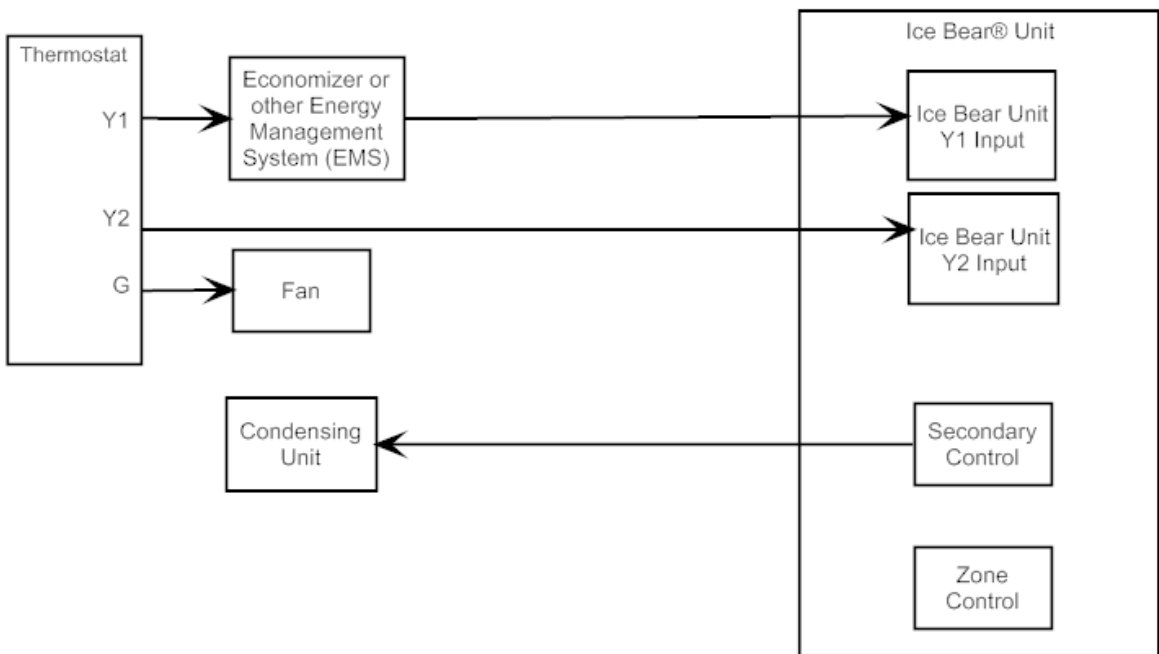 Ice Bear® Unit
Thermostat
Y1
Economizer or
other Energy
Management
System (EMS)
Ice Bear Unit
Y1 Input
Y2
Ice Bear Unit
Y2 Input
G
Fan
Condensing
Unit
Secondary
Control
Zone
Control